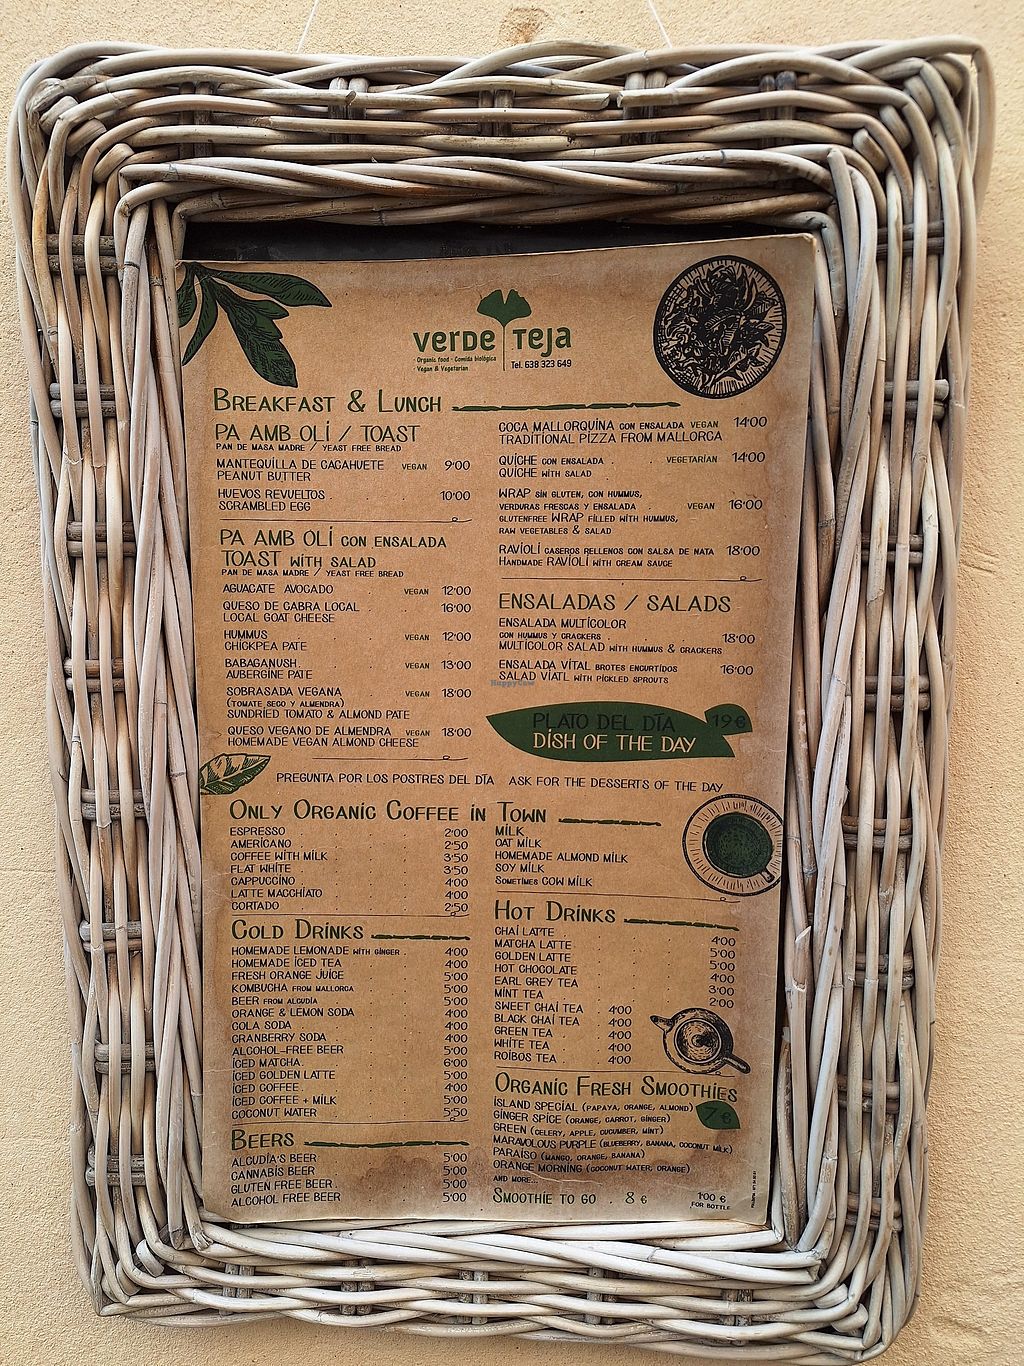 VERDE TEJA
· Organic food · Comida biológica
· Vegan & Vegetarian
Tel. 638 323 649
BREAKFAST & LUNCH
PA AMB OLI / TOAST
PAN DE MASA MADRE / YEAST FREE BREAD
MANTEQUILLA DE CACAHUETE VEGAN 9'00
PEANUT BUTTER
HUEVOS REVUELTOS . 10'00
SCRAMBLED EGG
PA AMB OLI CON ENSALADA
TOAST WITH SALAD
PAN DE MASA MADRE / YEAST FREE BREAD
AGUACATE AVOCADO VEGAN 12'00
QUESO DE CABRA LOCAL 16'00
LOCAL GOAT CHEESE
HUMMUS VEGAN 12'00
CHICKPEA PATE
BABAGANUSH VEGAN 13'00
AUBERGINE PATE
SOBRASADA VEGANA VEGAN 18'00
(TOMATE SECO Y ALMENDRA)
SUNDRIED TOMATO & ALMOND PATE
QUESO VEGANO DE ALMENDRA VEGAN 18'00
HOMEMADE VEGAN ALMOND CHEESE
COCA MALLORQUINA CON ENSALADA VEGAN 14'00
TRADITIONAL PIZZA FROM MALLORCA
QUICHE CON ENSALADA . VEGETARIAN 14'00
QUICHE WITH SALAD
WRAP SIN GLUTEN, CON HUMMUS,
VERDURAS FRESCAS Y ENSALADA . VEGAN 16'00
GLUTENFREE WRAP FILLED WITH HUMMUS,
RAW VEGETABLES & SALAD
RAVIOLI CASEROS RELLENOS CON SALSA DE NATA 18'00
HANDMADE RAVIOLI WITH CREAM SAUCE
ENSALADAS / SALADS
ENSALADA MULTICOLOR
CON HUMMUS Y CRACKERS . 18'00
MULTICOLOR SALAD WITH HUMMUS & CRACKERS
ENSALADA VITAL BROTES ENCURTIDOS 16'00
SALAD VIATL WITH PICKLED SPROUTS
HappyCow
PLATO DEL DÍA 19€
DISH OF THE DAY
PREGUNTA POR LOS POSTRES DEL DÍA ASK FOR THE DESSERTS OF THE DAY
ONLY ORGANIC COFFEE IN TOWN
ESPRESSO 2'00
AMERICANO 2'50
COFFEE WITH MILK 3'50
FLAT WHITE 3'50
CAPPUCCINO 4'00
LATTE MACCHIATO 4'00
CORTADO 2'50
MILK
OAT MILK
HOMEMADE ALMOND MILK
SOY MILK
SOMETIMES COW MILK
COLD DRINKS
HOMEMADE LEMONADE WITH GINGER 4'00
HOMEMADE ICED TEA 4'00
FRESH ORANGE JUICE 5'00
KOMBUCHA FROM MALLORCA 5'00
BEER FROM ALCUDIA 5'00
ORANGE & LEMON SODA 4'00
COLA SODA 4'00
CRANBERRY SODA 4'00
ALCOHOL-FREE BEER 5'00
ICED MATCHA 6'00
ICED GOLDEN LATTE 5'00
ICED COFFEE 4'00
ICED COFFEE + MILK 5'00
COCONUT WATER 5'50
BEERS
ALCUDIA'S BEER 5'00
CANNABIS BEER 5'00
GLUTEN FREE BEER 5'00
ALCOHOL FREE BEER 5'00
HOT DRINKS
CHAI LATTE 4'00
MATCHA LATTE 5'00
GOLDEN LATTE 5'00
HOT CHOCOLATE 5'00
EARL GREY TEA 4'00
MINT TEA 3'00
2'00
SWEET CHAI TEA 4'00
BLACK CHAI TEA 4'00
GREEN TEA 4'00
WHITE TEA 4'00
ROIBOS TEA 4'00
ORGANIC FRESH SMOOTHIES
ISLAND SPECIAL (PAPAYA, ORANGE, ALMOND) 7 €
GINGER SPICE (ORANGE, CARROT, GINGER)
GREEN (CELERY, APPLE, CUCUMBER, MINT)
MARAVOLOUS PURPLE (BLUEBERRY, BANANA, COCONUT MILK)
PARAISO (MANGO, ORANGE, BANANA)
ORANGE MORNING (COCONUT WATER, ORANGE)
AND MORE...
SMOOTHIE TO GO . 8 € 1'00 €
FOR BOTTLE